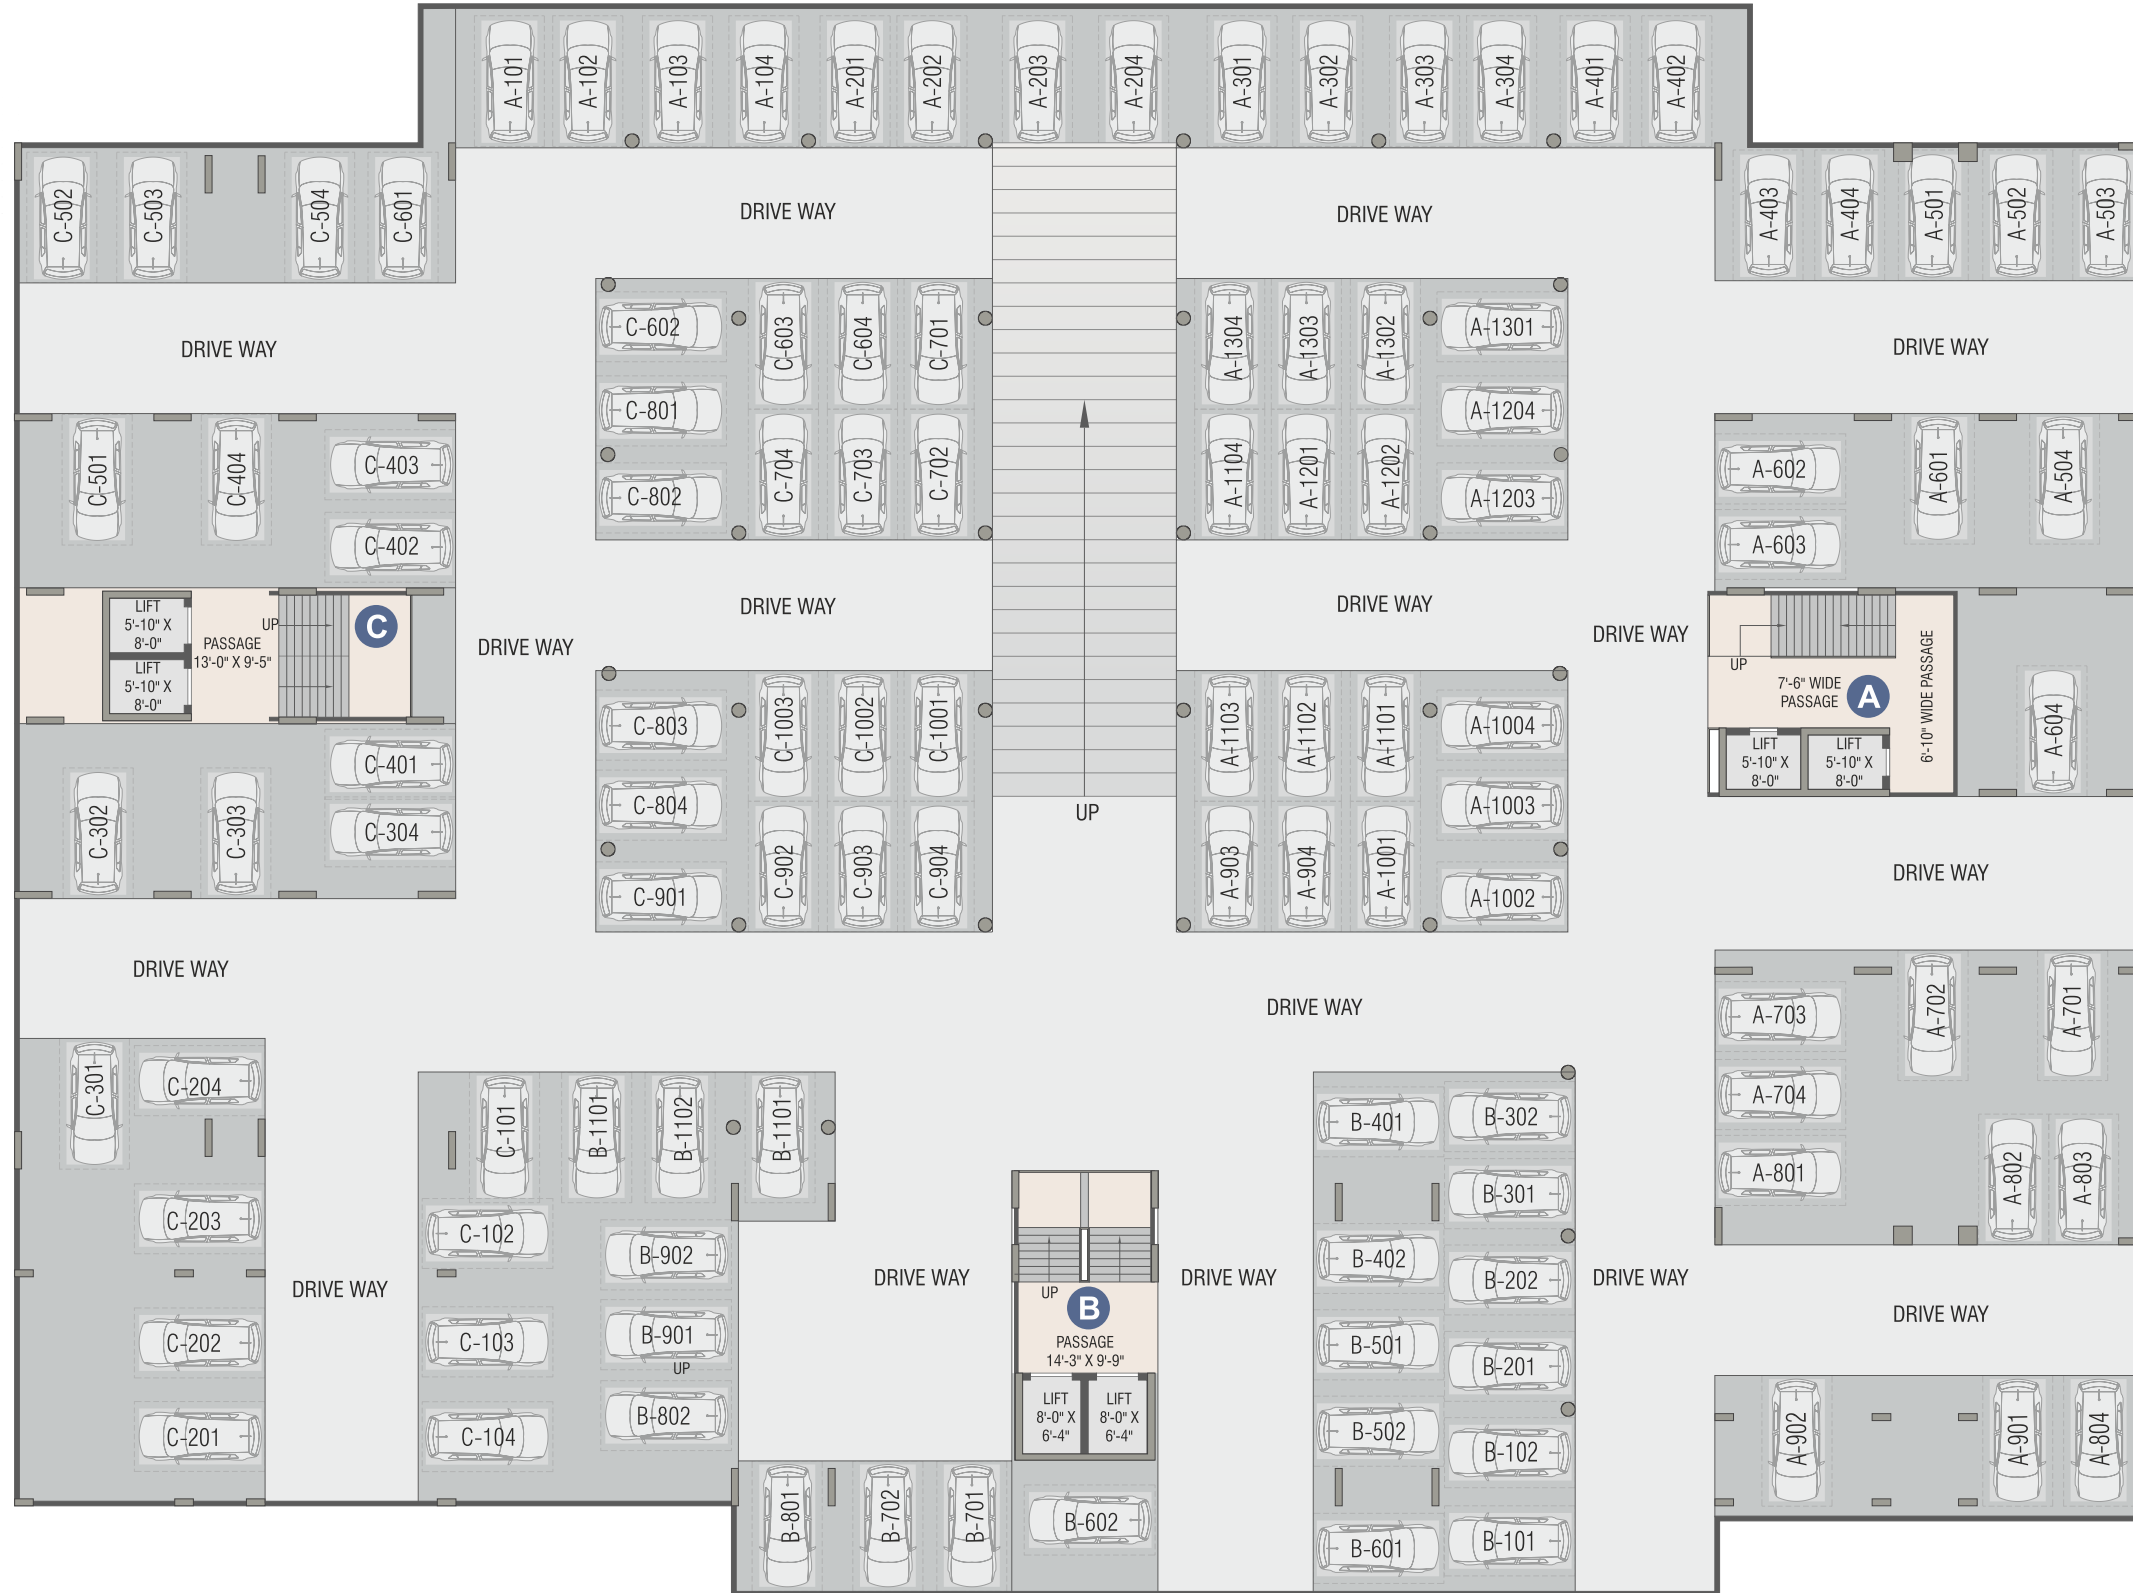 A-101
A-102
A-103
A-104
A-201
A-202
A-203
A-204
A-301
A-302
A-303
A-304
A-401
A-402
C-502
C-503
C-504
C-601
A-403
A-404
A-501
A-502
A-503
DRIVE WAY
DRIVE WAY
DRIVE WAY
DRIVE WAY
C-602
C-603
C-604
C-701
A-1304
A-1303
A-1302
A-1301
C-801
A-1204
C-802
C-704
C-703
C-702
A-1104
A-1201
A-1202
A-1203
C-501
C-404
C-403
C-402
A-602
A-601
A-504
A-603
LIFT
5'-10" X
8'-0"
LIFT
5'-10" X
8'-0"
PASSAGE
13'-0" X 9'-5"
UP
C
DRIVE WAY
DRIVE WAY
DRIVE WAY
DRIVE WAY
UP
7'-6" WIDE
PASSAGE
A
6'-10" WIDE PASSAGE
LIFT
5'-10" X
8'-0"
LIFT
5'-10" X
8'-0"
A-604
C-401
C-302
C-303
C-304
C-803
C-1003
C-1002
C-1001
A-1103
A-1102
A-1101
A-1004
C-804
A-1003
UP
C-901
C-902
C-903
C-904
A-903
A-904
A-1001
A-1002
DRIVE WAY
DRIVE WAY
DRIVE WAY
A-703
A-702
A-701
A-704
A-801
A-802
A-803
C-301
C-204
C-203
C-202
C-201
DRIVE WAY
C-101
B-1101
B-1102
B-1101
C-102
B-902
C-103
B-901
UP
C-104
B-802
DRIVE WAY
UP
B
PASSAGE
14'-3" X 9'-9"
LIFT
8'-0" X
6'-4"
LIFT
8'-0" X
6'-4"
DRIVE WAY
B-401
B-302
B-301
B-402
B-202
B-501
B-201
B-502
B-102
B-601
B-101
DRIVE WAY
DRIVE WAY
A-902
A-901
A-804
B-801
B-702
B-701
B-602